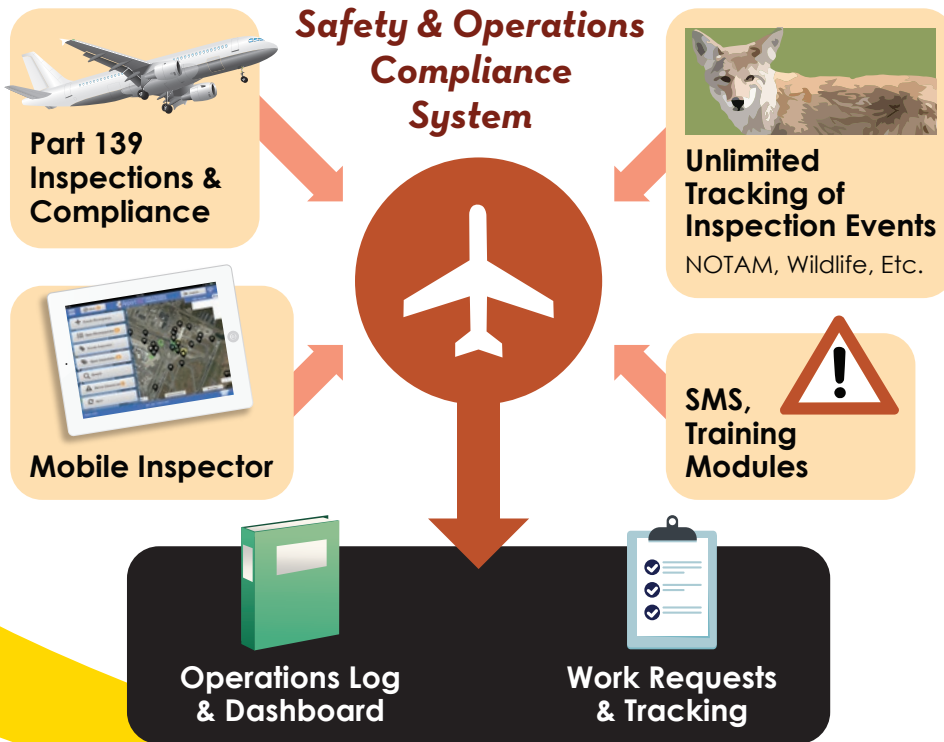 Safety & Operations
Compliance
System
Part 139
Inspections &
Compliance
Unlimited
Tracking of
Inspection Events
NOTAM, Wildlife, Etc.
Mobile Inspector
SMS,
Training
Modules
Operations Log
& Dashboard
Work Requests
& Tracking